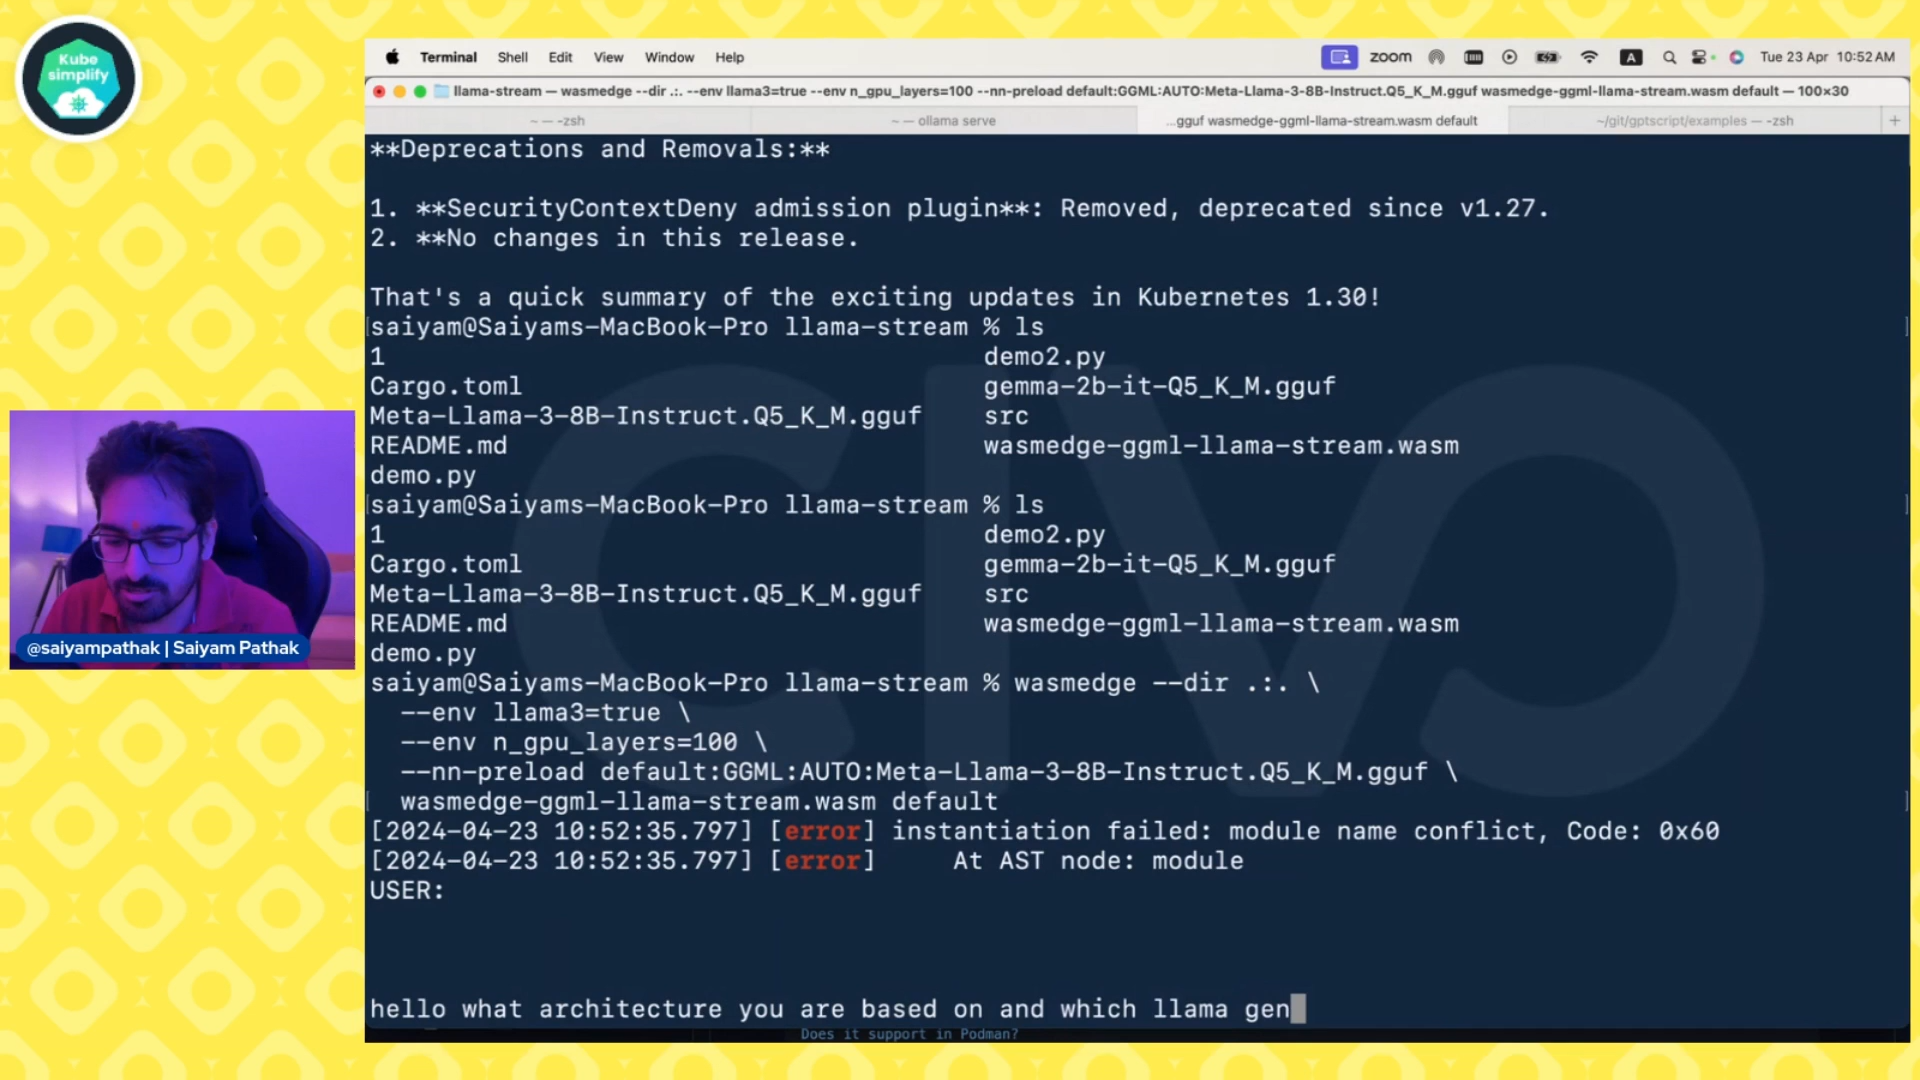 Kube
simplify
Terminal Shell Edit View Window Help
zoom
A
Tue 23 Apr 10:52 AM
llama-stream — wasmedge --dir .:. --env llama3=true --env n_gpu_layers=100 --nn-preload default:GGML:AUTO:Meta-Llama-3-8B-Instruct.Q5_K_M.gguf wasmedge-ggml-llama-stream.wasm default — 100×30
~ — -zsh
~ — ollama serve
...gguf wasmedge-ggml-llama-stream.wasm default
~/git/gptscript/examples — -zsh
+
**Deprecations and Removals:**
1. **SecurityContextDeny admission plugin**: Removed, deprecated since v1.27.
2. **No changes in this release.
That's a quick summary of the exciting updates in Kubernetes 1.30!
saiyam@Saiyams-MacBook-Pro llama-stream % ls
1 demo2.py
Cargo.toml gemma-2b-it-Q5_K_M.gguf
Meta-Llama-3-8B-Instruct.Q5_K_M.gguf src
README.md wasmedge-ggml-llama-stream.wasm
demo.py
saiyam@Saiyams-MacBook-Pro llama-stream % ls
1 demo2.py
Cargo.toml gemma-2b-it-Q5_K_M.gguf
Meta-Llama-3-8B-Instruct.Q5_K_M.gguf src
README.md wasmedge-ggml-llama-stream.wasm
demo.py
saiyam@Saiyams-MacBook-Pro llama-stream % wasmedge --dir .:. \
--env llama3=true \
--env n_gpu_layers=100 \
--nn-preload default:GGML:AUTO:Meta-Llama-3-8B-Instruct.Q5_K_M.gguf \
wasmedge-ggml-llama-stream.wasm default
[2024-04-23 10:52:35.797] [error] instantiation failed: module name conflict, Code: 0x60
[2024-04-23 10:52:35.797] [error] At AST node: module
USER:
hello what architecture you are based on and which llama gen
Does it support in Podman?
CIVO
@saiyampathak | Saiyam Pathak